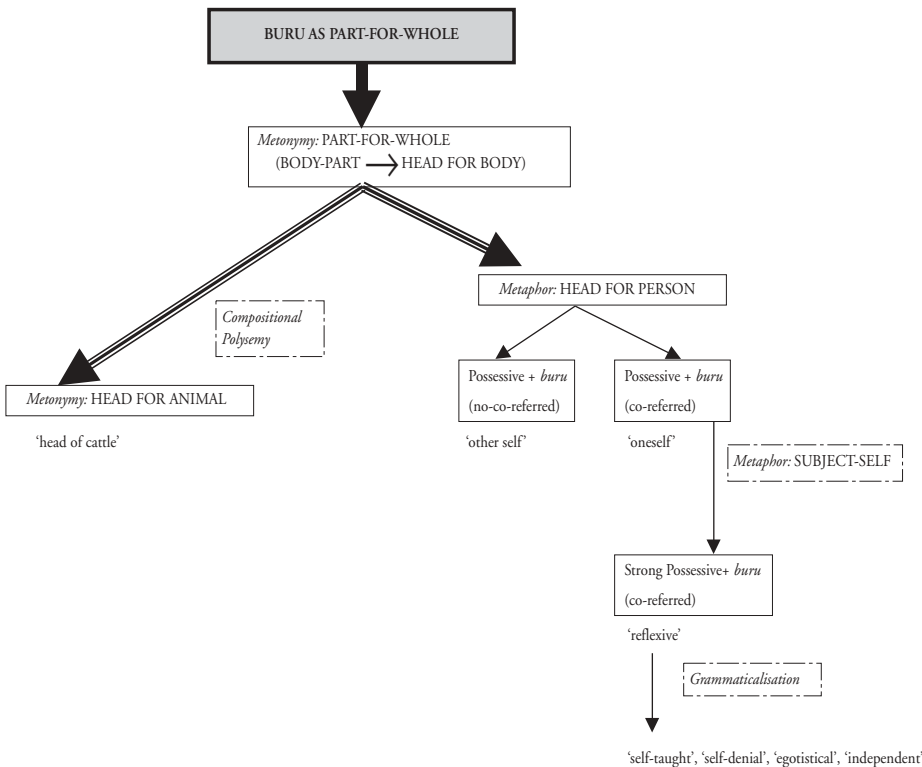 BURU AS PART-FOR-WHOLE
Metonymy: PART-FOR-WHOLE
(BODY-PART → HEAD FOR BODY)
Metaphor: HEAD FOR PERSON
Compositional
Polysemy
Metonymy: HEAD FOR ANIMAL
‘head of cattle’
Possessive + buru
(no-co-referred)
‘other self’
Possessive + buru
(co-referred)
‘oneself’
Metaphor: SUBJECT-SELF
Strong Possessive+ buru
(co-referred)
‘reflexive’
Grammaticalisation
‘self-taught’, ‘self-denial’, ‘egotistical’, ‘independent’